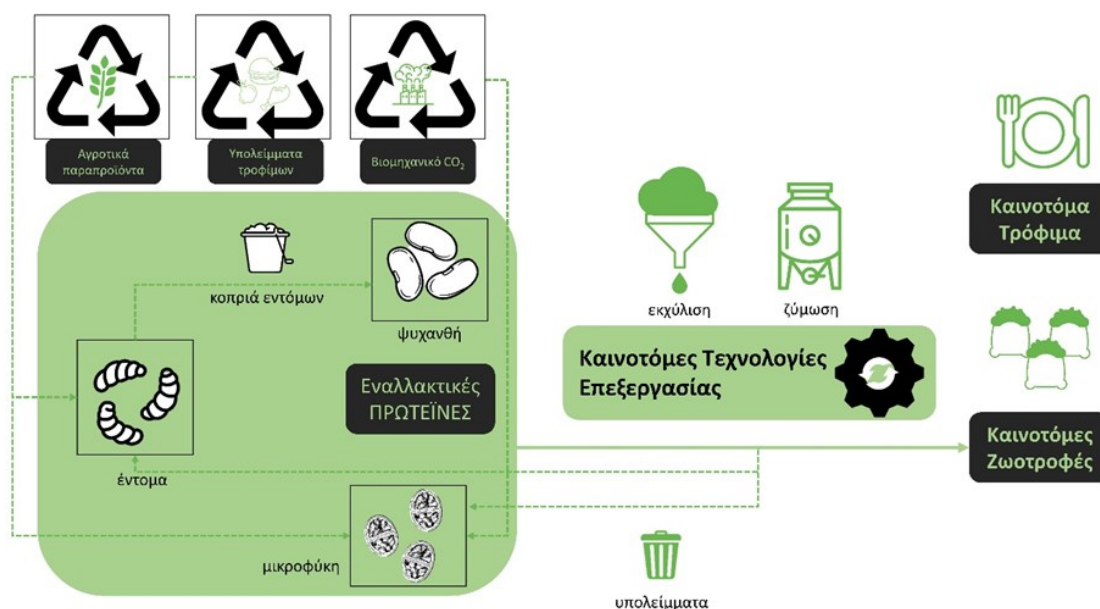 Αγροτικά
παραπροϊόντα
Υπολείμματα
τροφίμων
Βιομηχανικό CO₂
κοπριά εντόμων
ψυχανθή
Εναλλακτικές
ΠΡΩΤΕΪΝΕΣ
έντομα
μικροφύκη
εκχύλιση
ζύμωση
Καινοτόμες Τεχνολογίες
Επεξεργασίας
υπολείμματα
Καινοτόμα
Τρόφιμα
Καινοτόμες
Ζωοτροφές